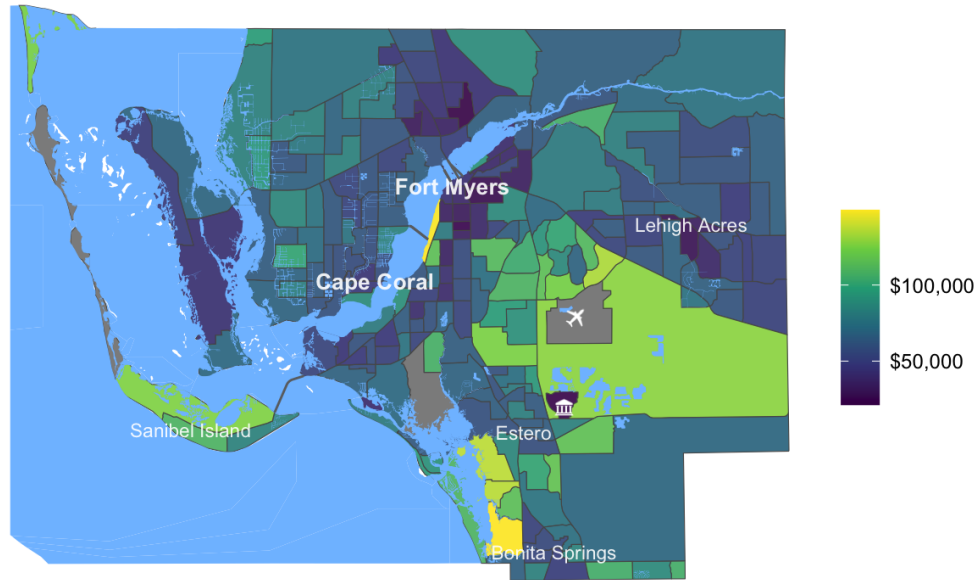 Fort Myers
Lehigh Acres
Cape Coral
$100,000
$50,000
Sanibel Island
Estero
Bonita Springs